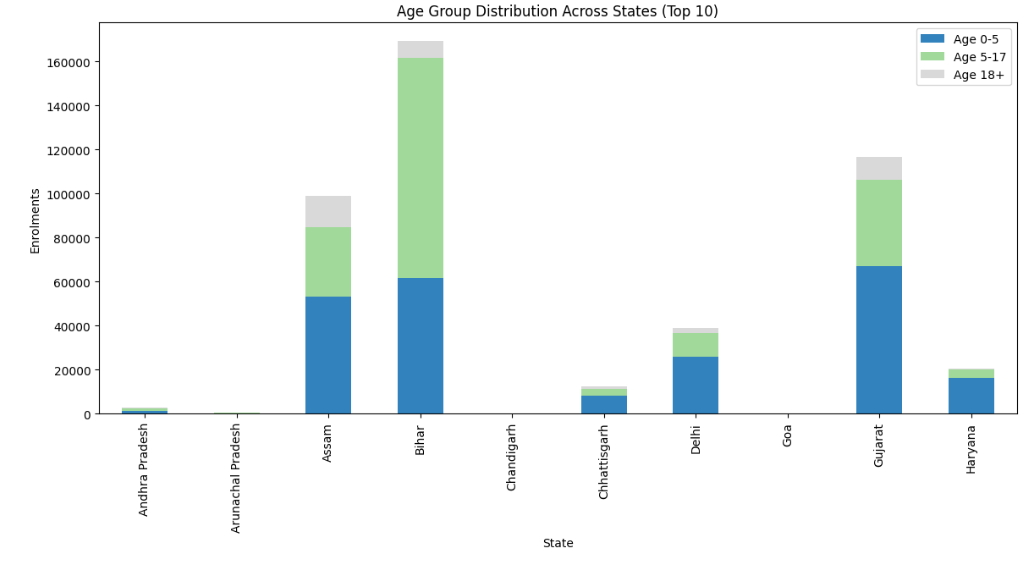 Age Group Distribution Across States (Top 10)
Age 0-5
Age 5-17
Age 18+
Enrolments
160000
140000
120000
100000
80000
60000
40000
20000
0
Andhra Pradesh
Arunachal Pradesh
Assam
Bihar
Chandigarh
Chhattisgarh
Delhi
Goa
Gujarat
Haryana
State